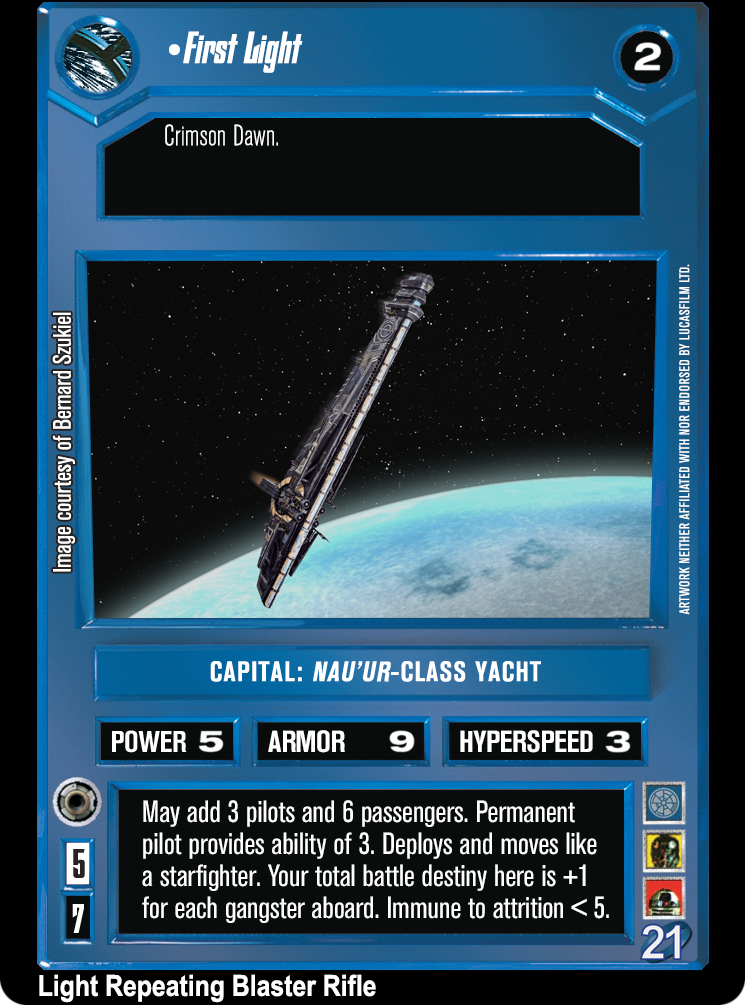 •First Light
2
Crimson Dawn.
Image courtesy of Bernard Szukiel
ARTWORK NEITHER AFFILIATED WITH NOR ENDORSED BY LUCASFILM LTD.
CAPITAL: NAU'UR-CLASS YACHT
POWER 5 ARMOR 9 HYPERSPEED 3
May add 3 pilots and 6 passengers. Permanent
pilot provides ability of 3. Deploys and moves like
a starfighter. Your total battle destiny here is +1
for each gangster aboard. Immune to attrition < 5.
5
7
21
Light Repeating Blaster Rifle